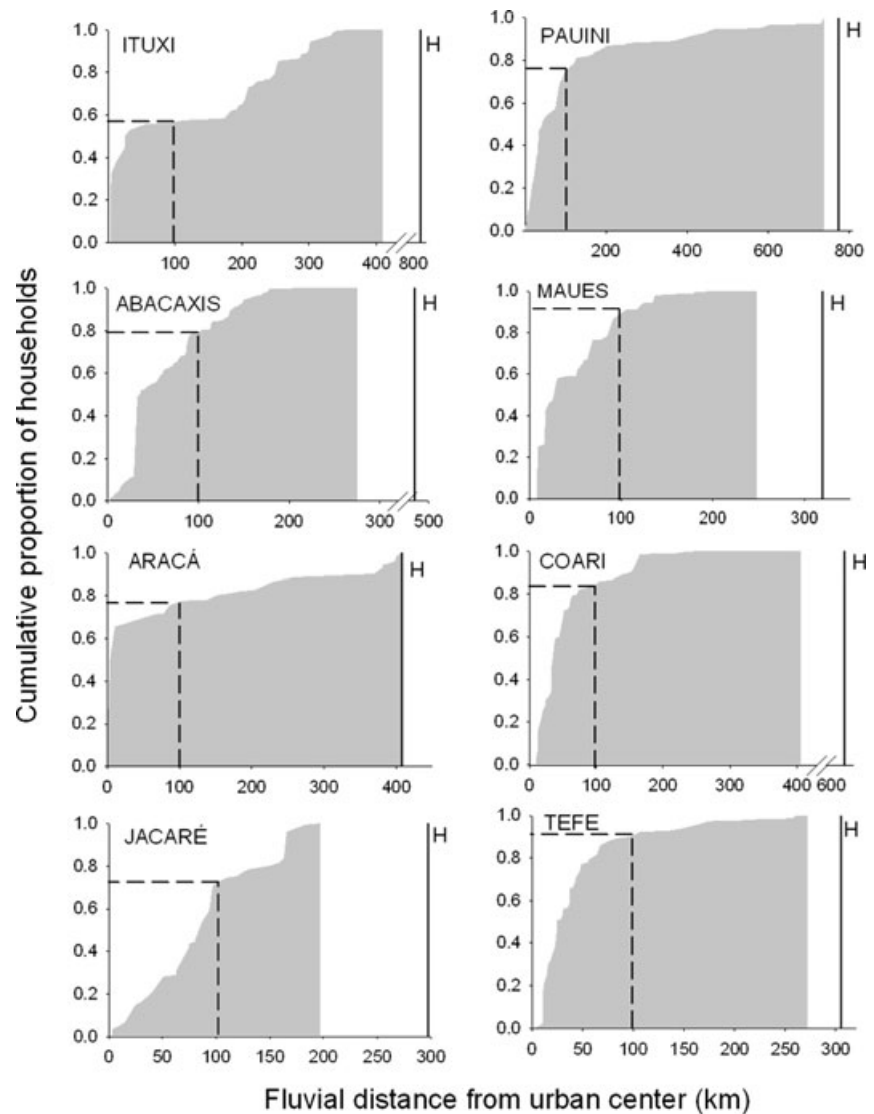 Cumulative proportion of households
ITUXI
H
1.0
0.8
0.6
0.4
0.2
0.0
100 200 300 400 800
PAUINI
H
1.0
0.8
0.6
0.4
0.2
0.0
200 400 600 800
ABACAXIS
H
1.0
0.8
0.6
0.4
0.2
0.0
0 100 200 300 500
MAUES
H
1.0
0.8
0.6
0.4
0.2
0.0
0 100 200 300
ARACÁ
H
1.0
0.8
0.6
0.4
0.2
0.0
0 100 200 300 400
COARI
H
1.0
0.8
0.6
0.4
0.2
0.0
0 100 200 300 400 600
JACARÉ
H
1.0
0.8
0.6
0.4
0.2
0.0
0 100 200 300
TEFE
H
1.0
0.8
0.6
0.4
0.2
0.0
0 50 100 150 200 250 300
Fluvial distance from urban center (km)